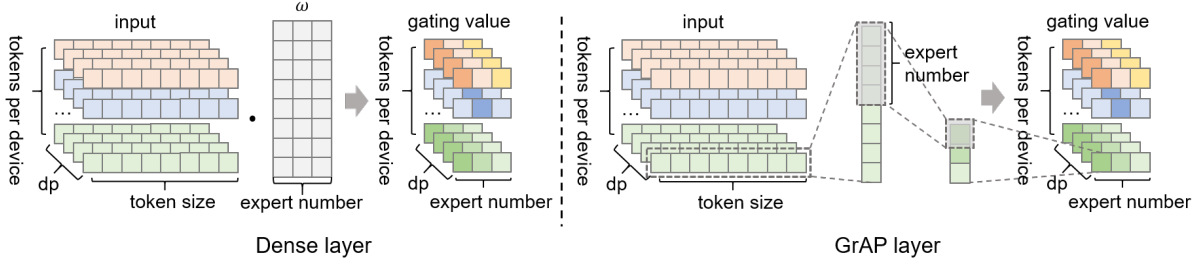 input
ω
gating value
tokens per device
...
dp
token size
expert number
tokens per device
...
expert number
Dense layer
input
expert number
gating value
tokens per device
...
dp
token size
tokens per device
...
dp
expert number
GrAP layer